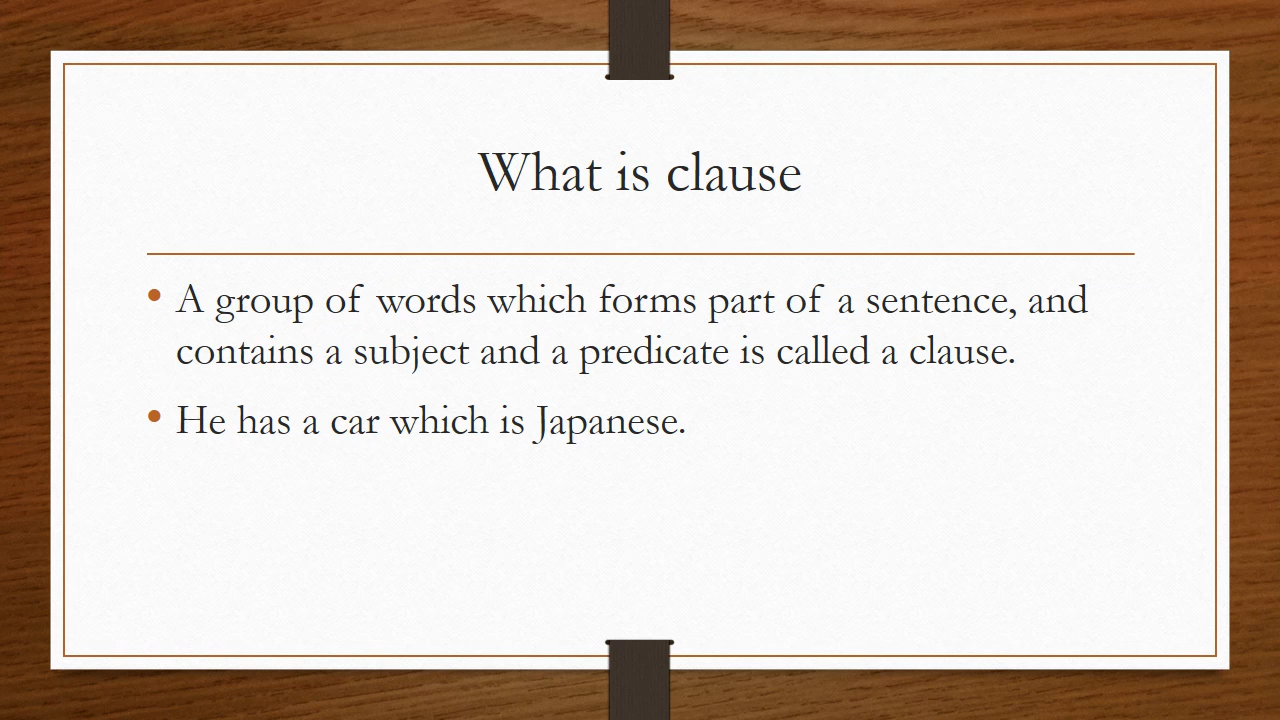 What is clause
• A group of words which forms part of a sentence, and
contains a subject and a predicate is called a clause.
• He has a car which is Japanese.